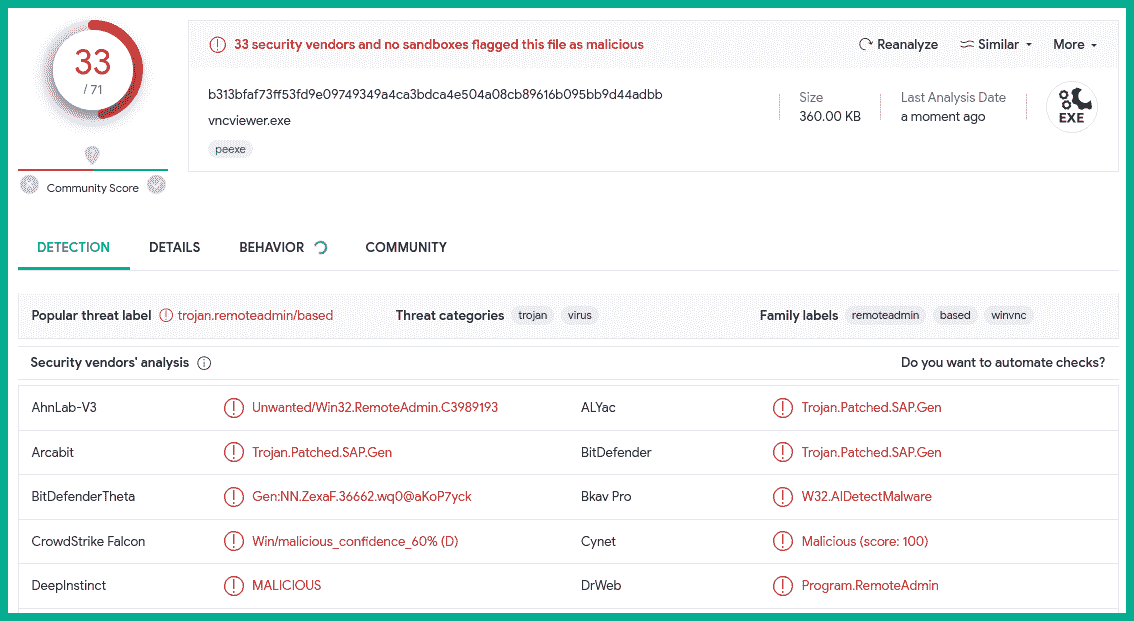 33
/ 71
Community Score
33 security vendors and no sandboxes flagged this file as malicious
Reanalyze
Similar
More
b313bfaf73ff53fd9e09749349a4ca3bdca4e504a08cb89616b095bb9d44adbb
vncviewer.exe
peexe
Size
360.00 KB
Last Analysis Date
a moment ago
EXE
DETECTION DETAILS BEHAVIOR COMMUNITY
Popular threat label trojan.remoteadmin/based Threat categories trojan virus Family labels remoteadmin based winvnc
Security vendors' analysis Do you want to automate checks?
AhnLab-V3 Unwanted/Win32.RemoteAdmin.C3989193 ALYac Trojan.Patched.SAP.Gen
Arcabit Trojan.Patched.SAP.Gen BitDefender Trojan.Patched.SAP.Gen
BitDefenderTheta Gen:NN.ZexaF.36662.wq0@aKoP7yck Bkav Pro W32.AIDetectMalware
CrowdStrike Falcon Win/malicious_confidence_60% (D) Cynet Malicious (score: 100)
DeepInstinct MALICIOUS DrWeb Program.RemoteAdmin